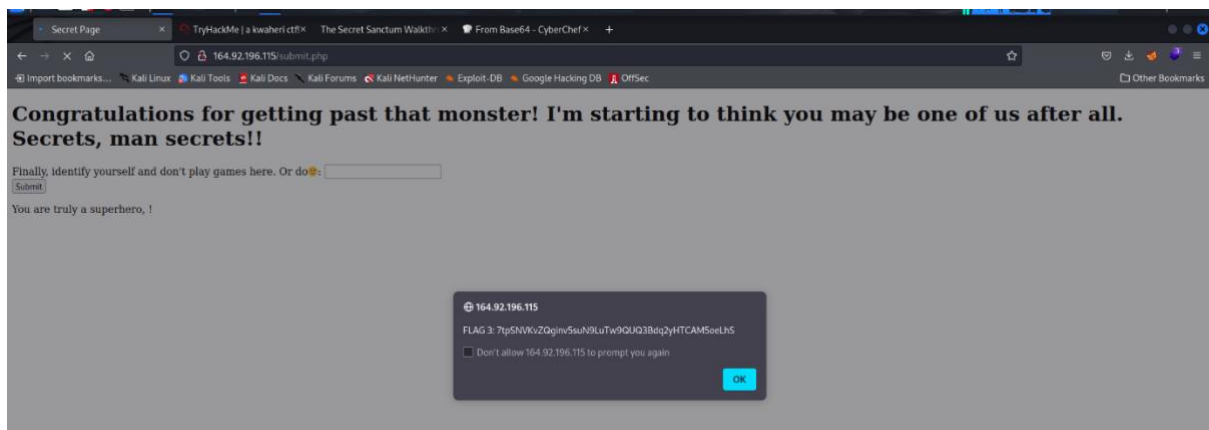 Secret Page
TryHackMe | a kwaheri ctf
The Secret Sanctum Walkthr
From Base64 - CyberChef
164.92.196.115/submit.php
Import bookmarks...
Kali Linux
Kali Tools
Kali Docs
Kali Forums
Kali NetHunter
Exploit-DB
Google Hacking DB
OffSec
Other Bookmarks
Congratulations for getting past that monster! I'm starting to think you may be one of us after all.
Secrets, man secrets!!
Finally, identify yourself and don't play games here. Or do🙂:
Submit
You are truly a superhero, !
164.92.196.115
FLAG 3: 7tpSNVKvZQginv5suN9LuTw9QUQ3Bdq2yHTCAM5oeLhS
Don't allow 164.92.196.115 to prompt you again
OK